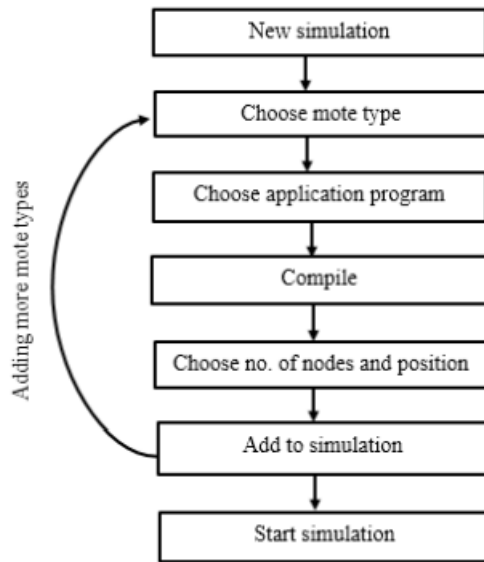 New simulation
Choose mote type
Adding more mote types
Choose application program
Compile
Choose no. of nodes and position
Add to simulation
Start simulation